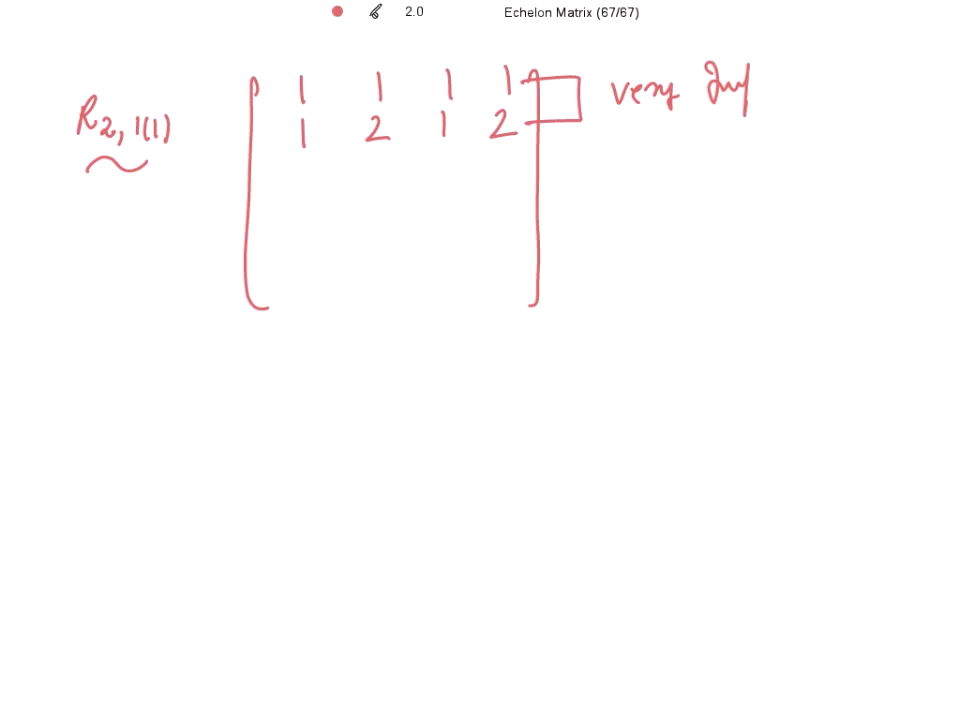 2.0 Echelon Matrix (67/67)
1 1 1 1 very
R2, 1(1) 1 2 1 2